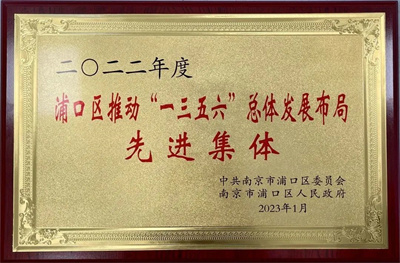 二〇二二年度
浦口区推动“一三五六”总体发展布局
先进集体
中共南京市浦口区委员会
南京市浦口区人民政府
2023年1月